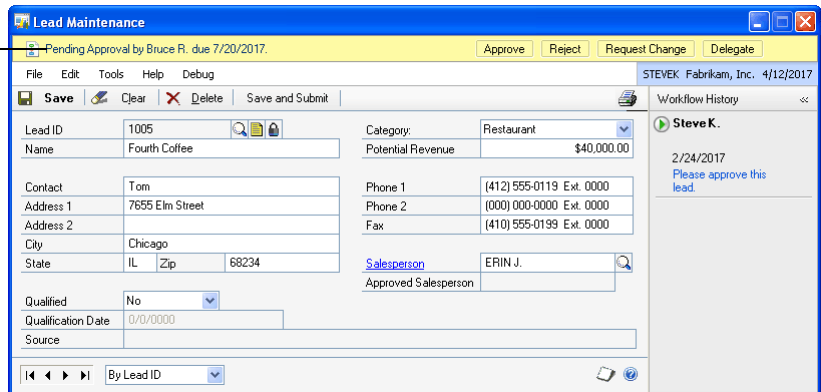 Lead Maintenance
Pending Approval by Bruce R. due 7/20/2017. Approve Reject Request Change Delegate
File Edit Tools Help Debug STEVEK Fabrikam, Inc. 4/12/2017
Save Clear Delete Save and Submit Workflow History
Lead ID 1005 Category: Restaurant
Name Fourth Coffee Potential Revenue $40,000.00
Steve K.
2/24/2017
Please approve this
lead.
Contact Tom Phone 1 (412) 555-0119 Ext. 0000
Address 1 7655 Elm Street Phone 2 (000) 000-0000 Ext. 0000
Address 2 Fax (410) 555-0199 Ext. 0000
City Chicago
State IL Zip 68234 Salesperson ERIN J.
Approved Salesperson
Qualified No
Qualification Date 0/0/0000
Source
By Lead ID